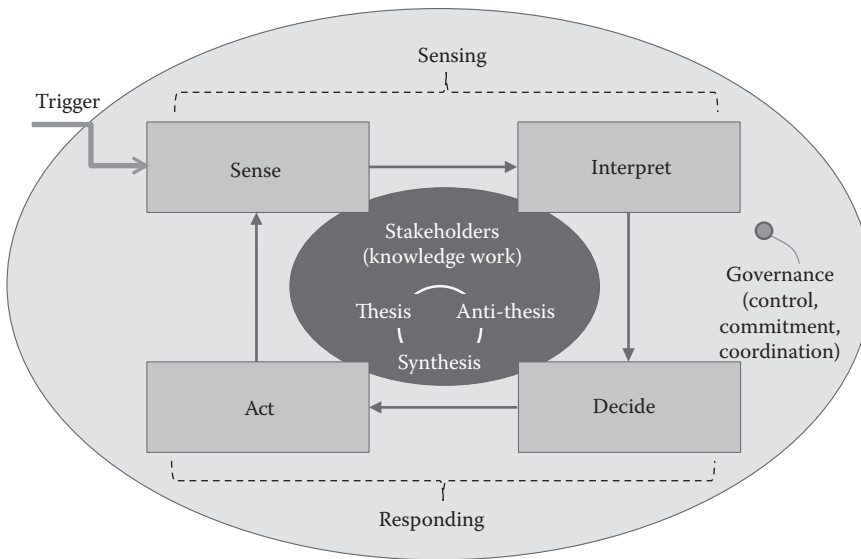 Sensing
Trigger
Sense
Interpret
Stakeholders
(knowledge work)
Governance
(control,
commitment,
coordination)
Thesis
Anti-thesis
Synthesis
Act
Decide
Responding